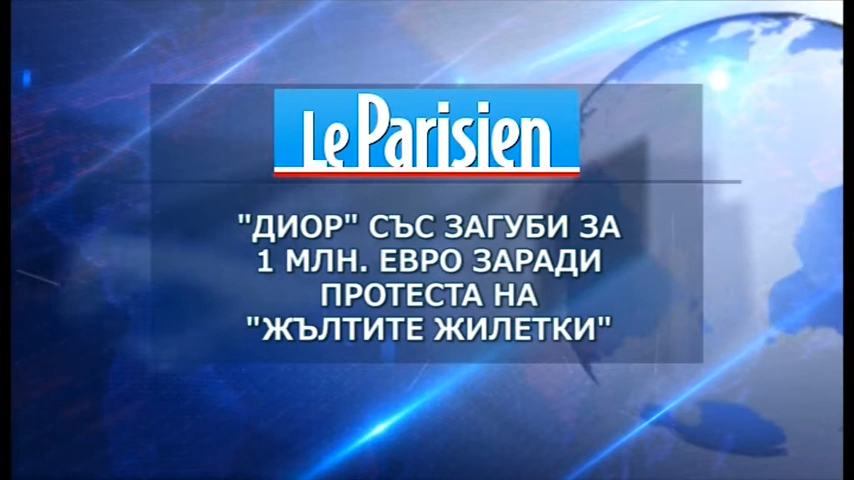 Le Parisien
"ДИОР" СЪС ЗАГУБИ ЗА
1 МЛН. ЕВРО ЗАРАДИ
ПРОТЕСТА НА
"ЖЪЛТИТЕ ЖИЛЕТКИ"